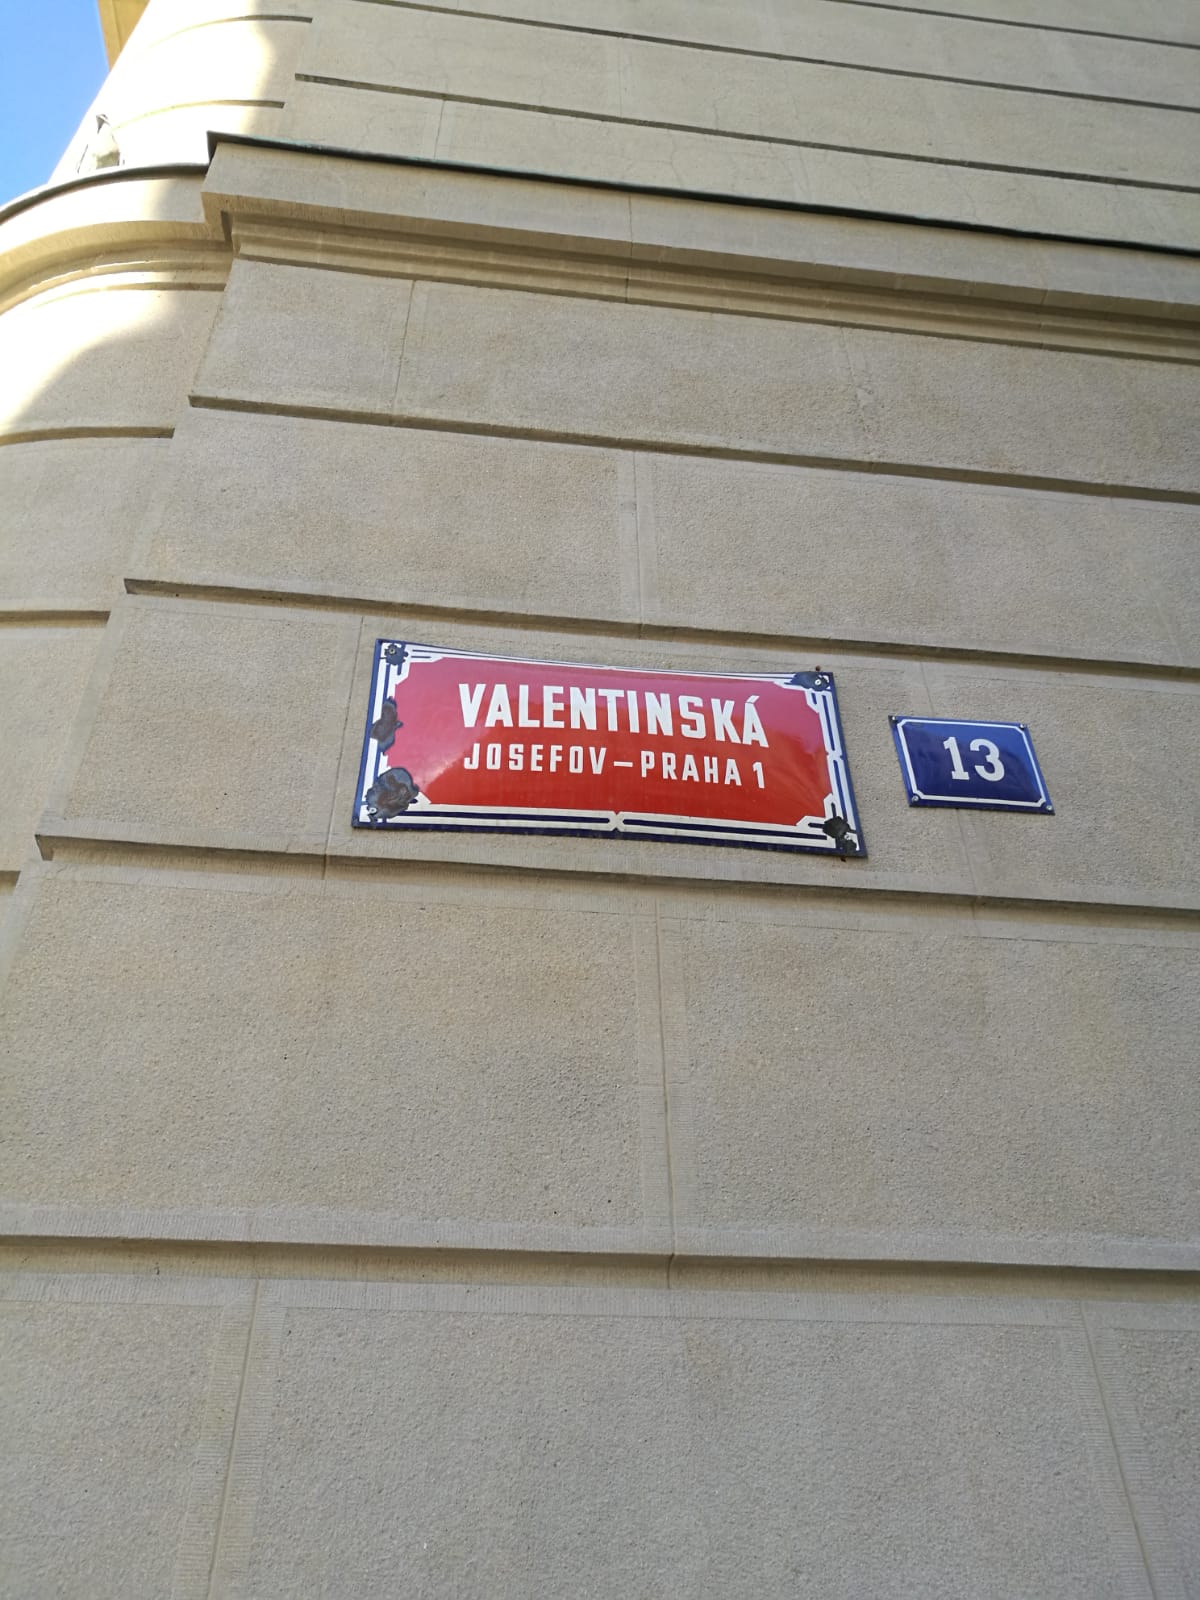 VALENTINSKÁ
JOSEFOV–PRAHA 1
13